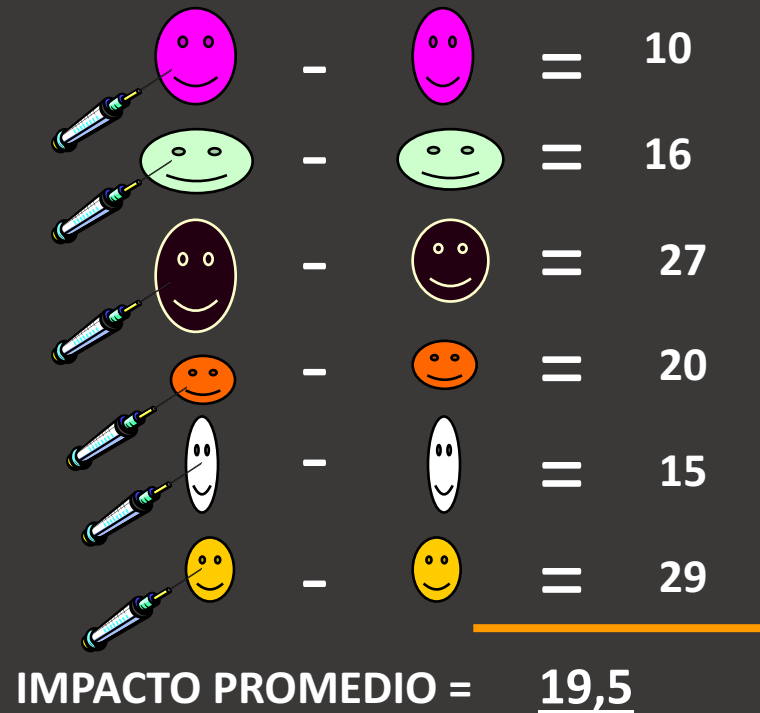 - = 10
- = 16
- = 27
- = 20
- = 15
- = 29
IMPACTO PROMEDIO = 19,5